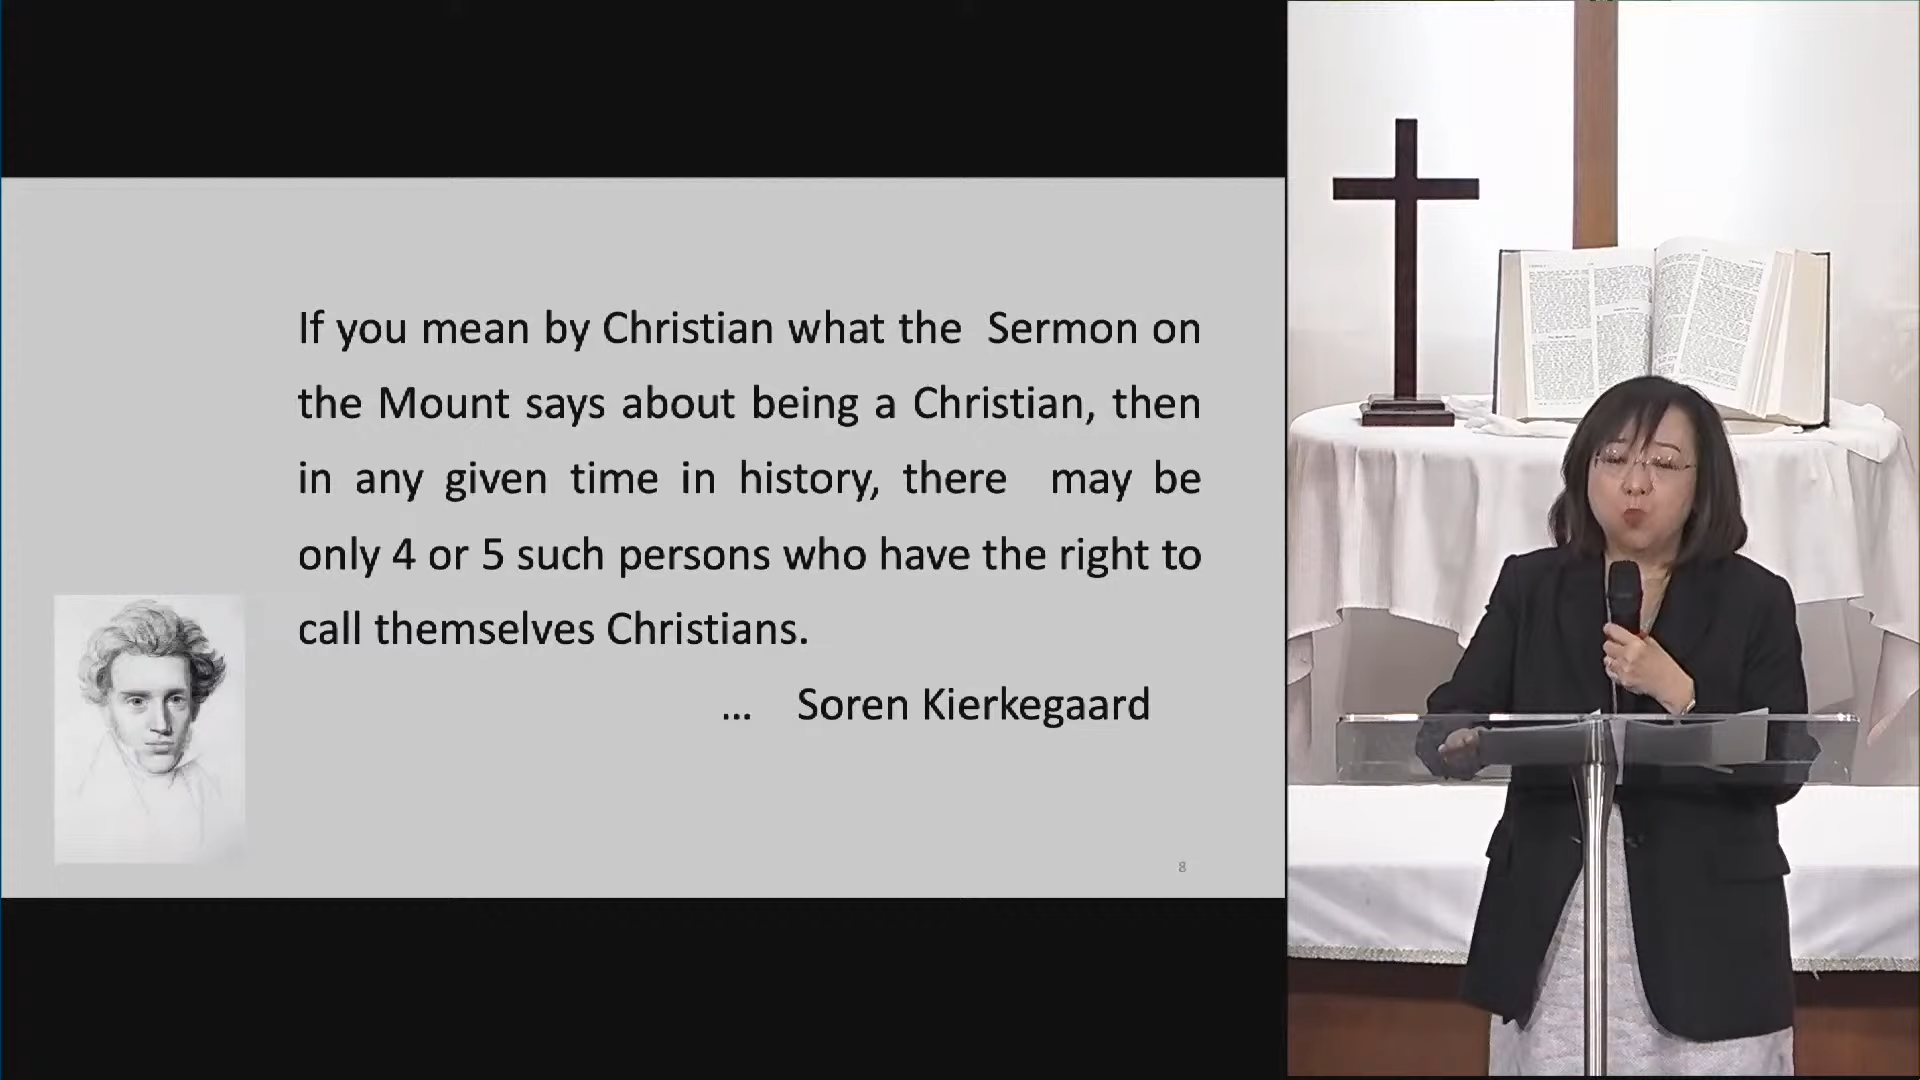 If you mean by Christian what the Sermon on
the Mount says about being a Christian, then
in any given time in history, there may be
only 4 or 5 such persons who have the right to
call themselves Christians.
... Soren Kierkegaard
8